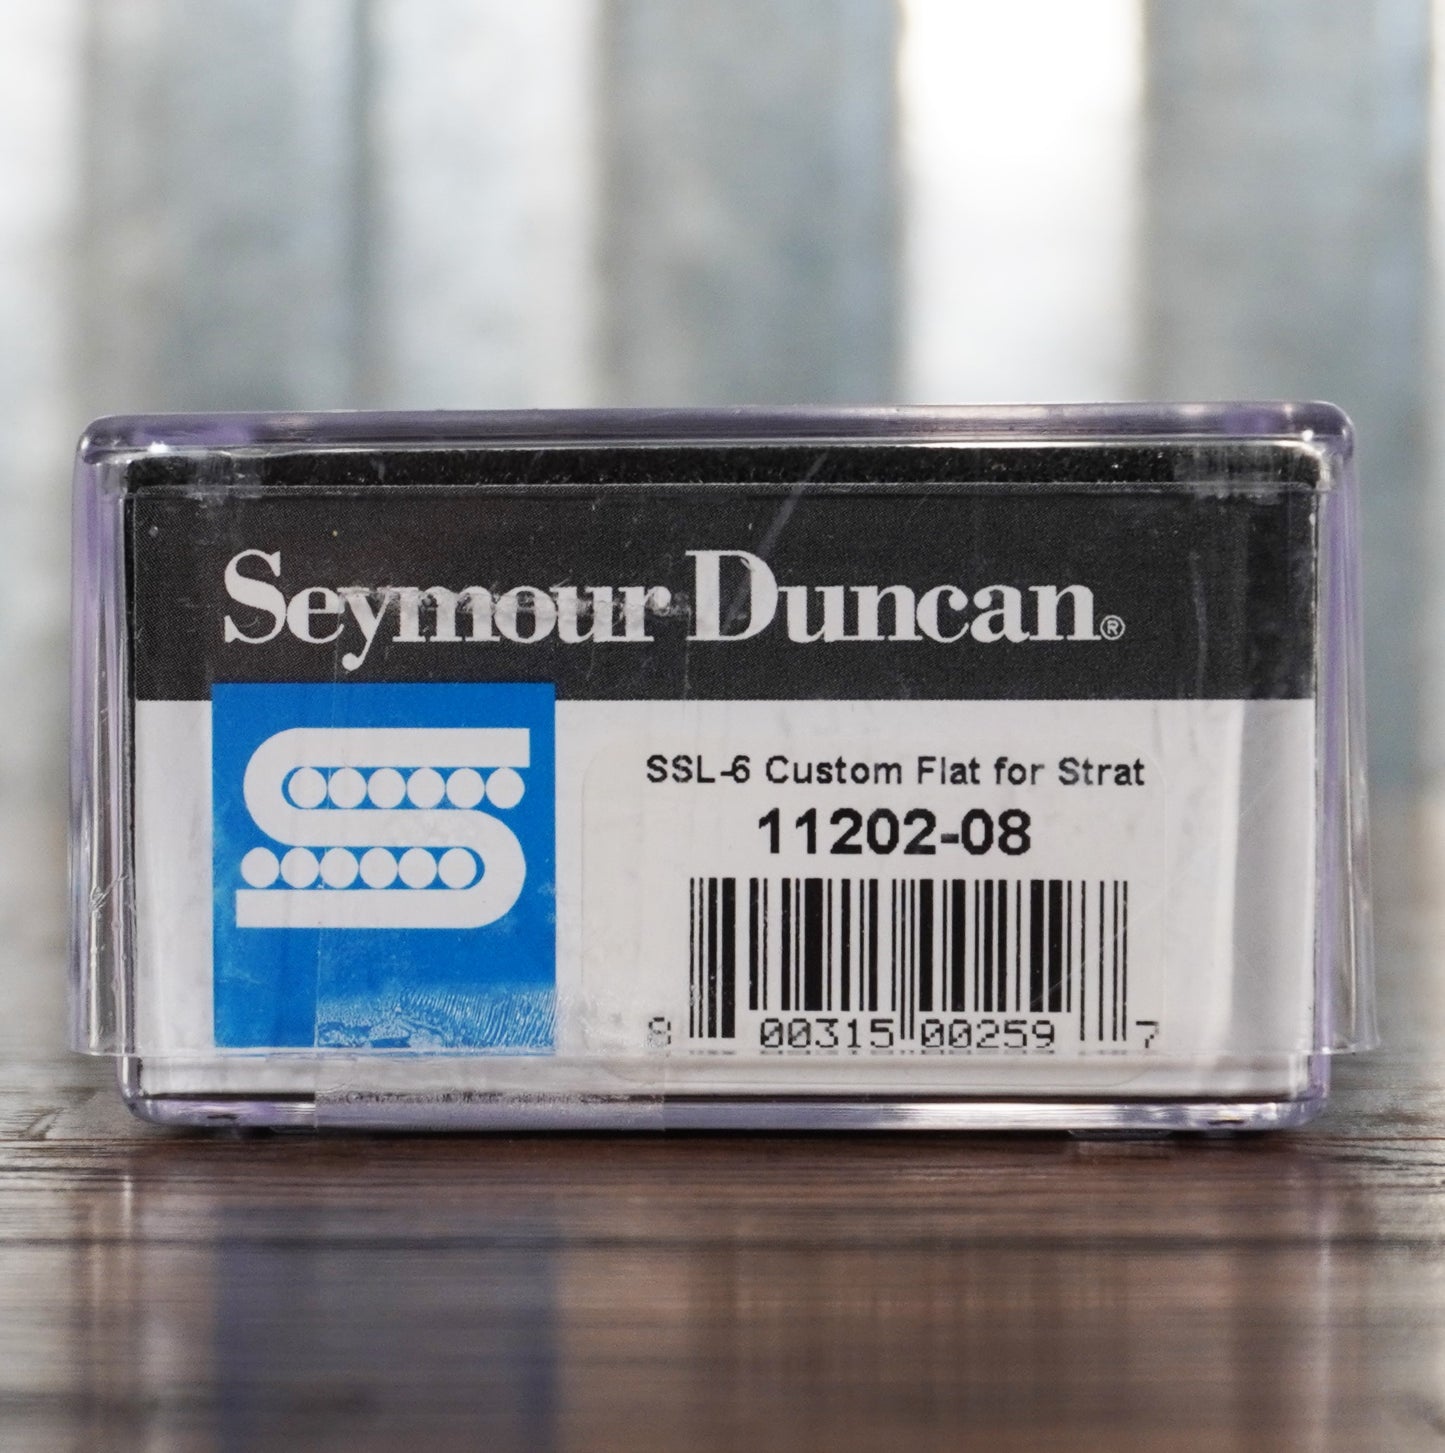 Seymour Duncan®
SSL-6 Custom Flat for Strat
11202-08
8 00315 00259 7